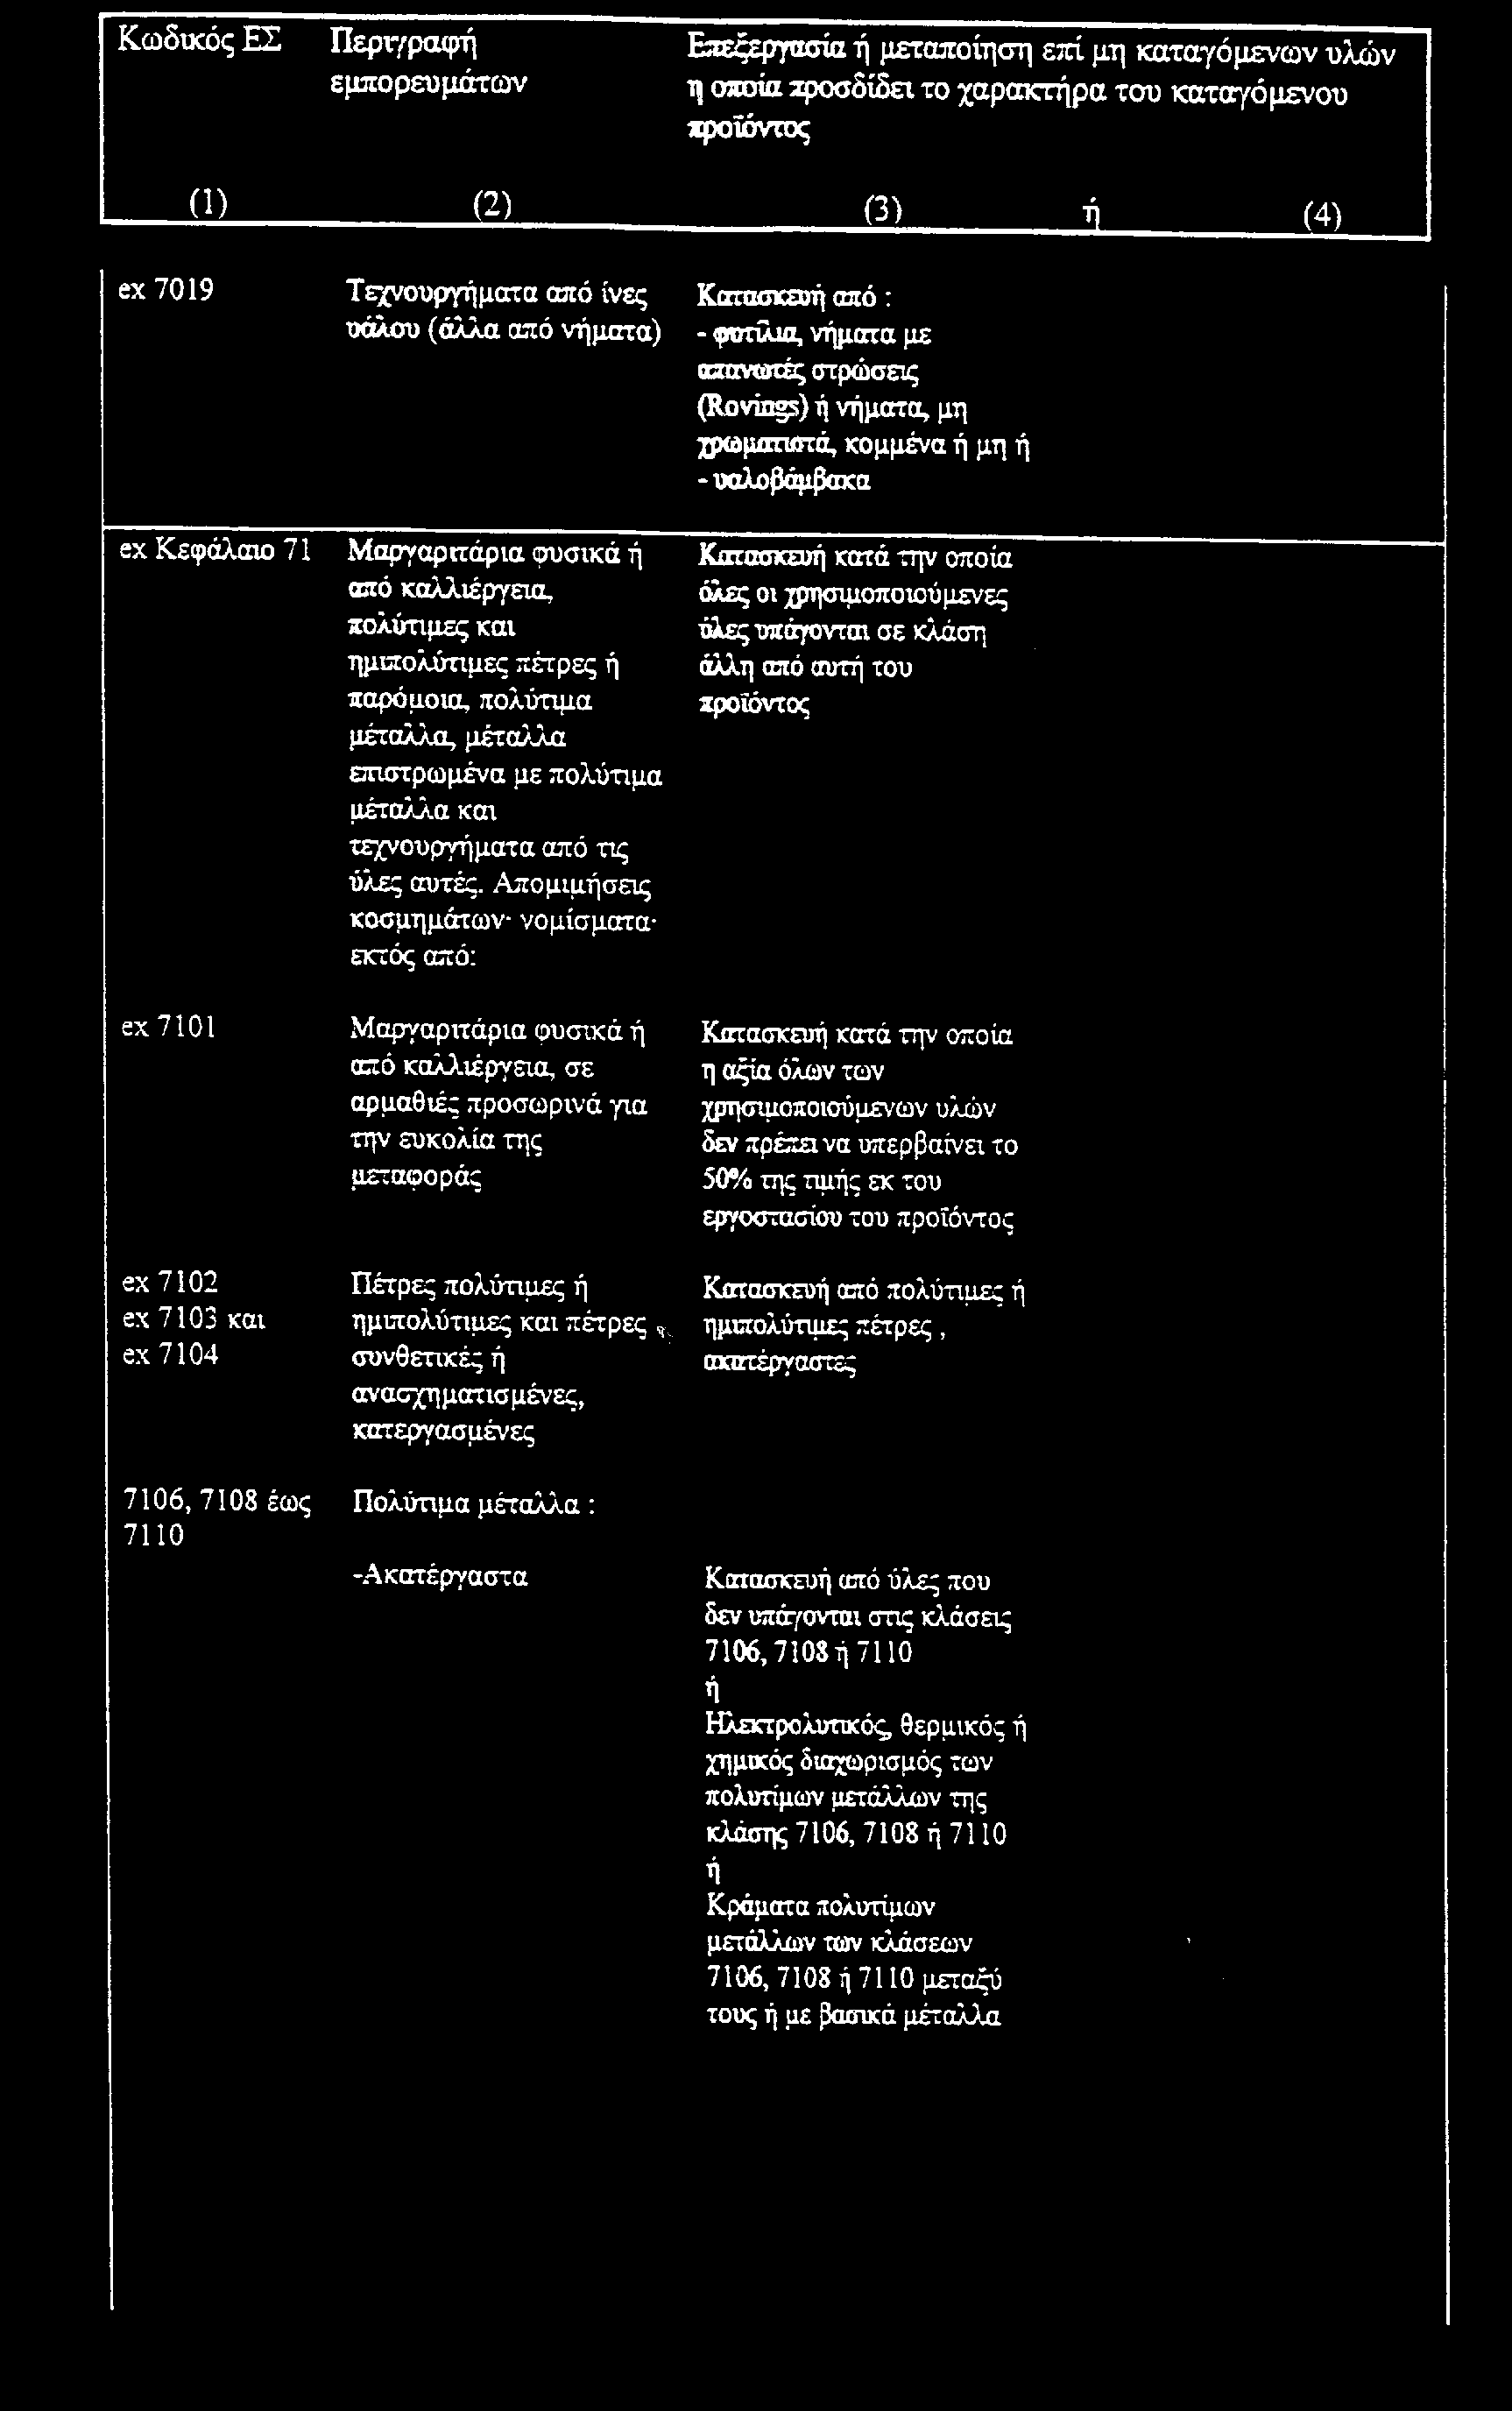 Κωδικός ΕΣ
Περιγραφή
εμπορευμάτων
Επεξεργασία ή μεταποίηση επί μη καταγόμενων υλών
η οποία προσδίδει το χαρακτήρα του καταγόμενου
προϊόντος
(1)
(2)
(3)
ή
(4)
ex 7019
Τεχνουργήματα από ίνες
υάλου (άλλα από νήματα)
Κατασκευή από :
- φυτίλια, νήματα με
απανωτές στρώσεις
(Rovings) ή νήματα, μη
χρωματιστά, κομμένα ή μη ή
- υαλοβάμβακα
ex Κεφάλαιο 71
Μαργαριτάρια φυσικά ή
από καλλιέργεια,
πολύτιμες και
ημιπολύτιμες πέτρες ή
παρόμοια, πολύτιμα
μέταλλα, μέταλλα
επιστρωμένα με πολύτιμα
μέταλλα και
τεχνουργήματα από τις
ύλες αυτές. Απομιμήσεις
κοσμημάτων· νομίσματα·
εκτός από:
Κατασκευή κατά την οποία
όλες οι χρησιμοποιούμενες
ύλες υπάγονται σε κλάση
άλλη από αυτή του
προϊόντος
ex 7101
Μαργαριτάρια φυσικά ή
από καλλιέργεια, σε
αρμαθιές προσωρινά για
την ευκολία της
μεταφοράς
Κατασκευή κατά την οποία
η αξία όλων των
χρησιμοποιούμενων υλών
δεν πρέπει να υπερβαίνει το
50% της τιμής εκ του
εργοστασίου του προϊόντος
ex 7102
ex 7103 και
ex 7104
Πέτρες πολύτιμες ή
ημιπολύτιμες και πέτρες
συνθετικές ή
ανασχηματισμένες,
κατεργασμένες
Κατασκευή από πολύτιμες ή
ημιπολύτιμες πέτρες ,
ακατέργαστες
7106, 7108 έως
7110
Πολύτιμα μέταλλα :
-Ακατέργαστα
Κατασκευή από ύλες που
δεν υπάγονται στις κλάσεις
7106, 7108 ή 7110
ή
Ηλεκτρολυτικός, θερμικός ή
χημικός διαχωρισμός των
πολυτίμων μετάλλων της
κλάσης 7106, 7108 ή 7110
ή
Κράματα πολυτίμων
μετάλλων των κλάσεων
7106, 7108 ή 7110 μεταξύ
τους ή με βασικά μέταλλα